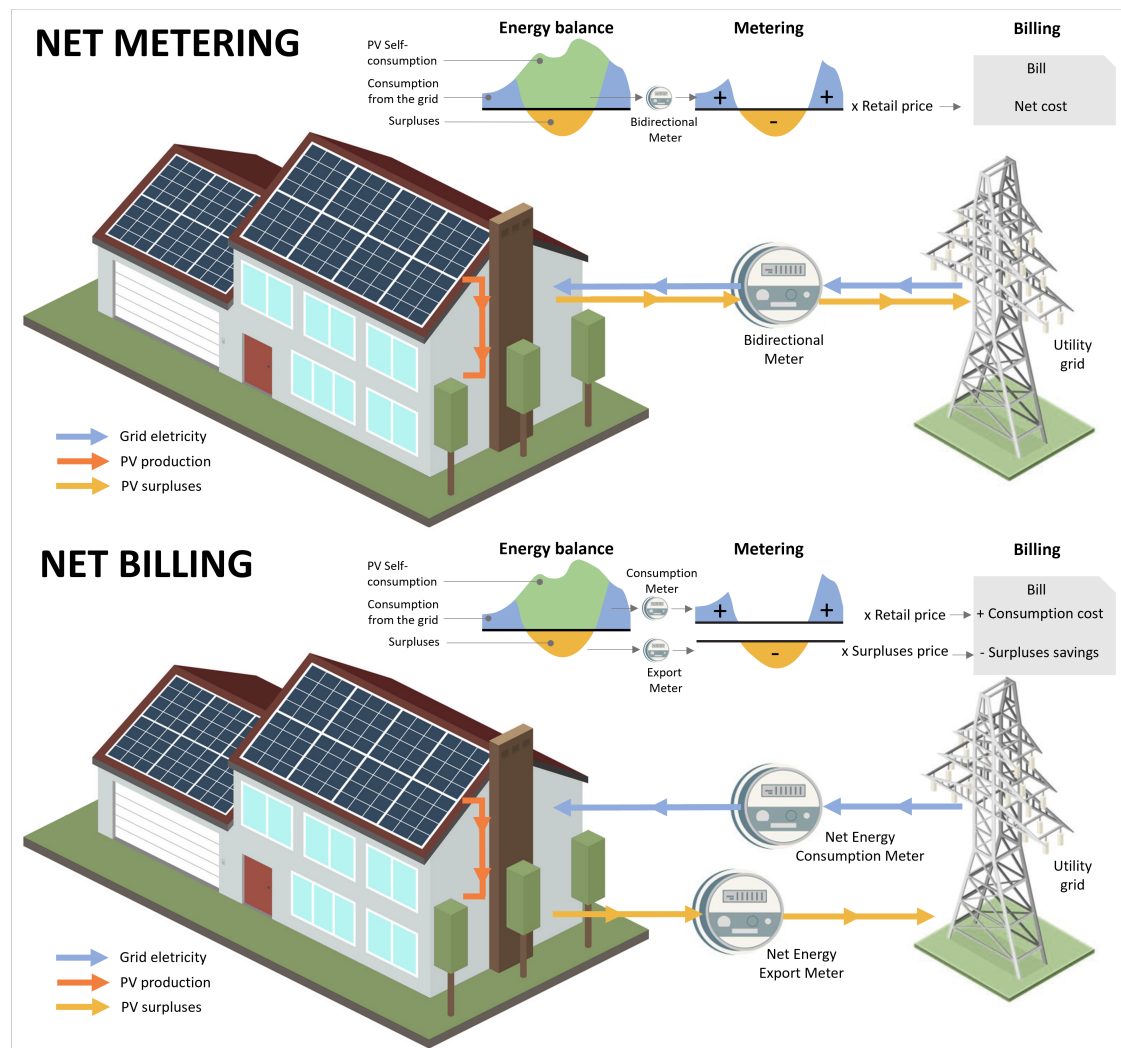 NET METERING
Energy balance
Metering
Billing
PV Self-
consumption
Consumption
from the grid
Surpluses
Bidirectional
Meter
+
+
-
x Retail price
Bill
Net cost
Bidirectional
Meter
Utility
grid
Grid eletricity
PV production
PV surpluses
NET BILLING
Energy balance
Metering
Billing
PV Self-
consumption
Consumption
from the grid
Surpluses
Consumption
Meter
Export
Meter
+
+
-
x Retail price
x Surpluses price
Bill
+ Consumption cost
- Surpluses savings
Net Energy
Consumption Meter
Utility
grid
Net Energy
Export Meter
Grid eletricity
PV production
PV surpluses